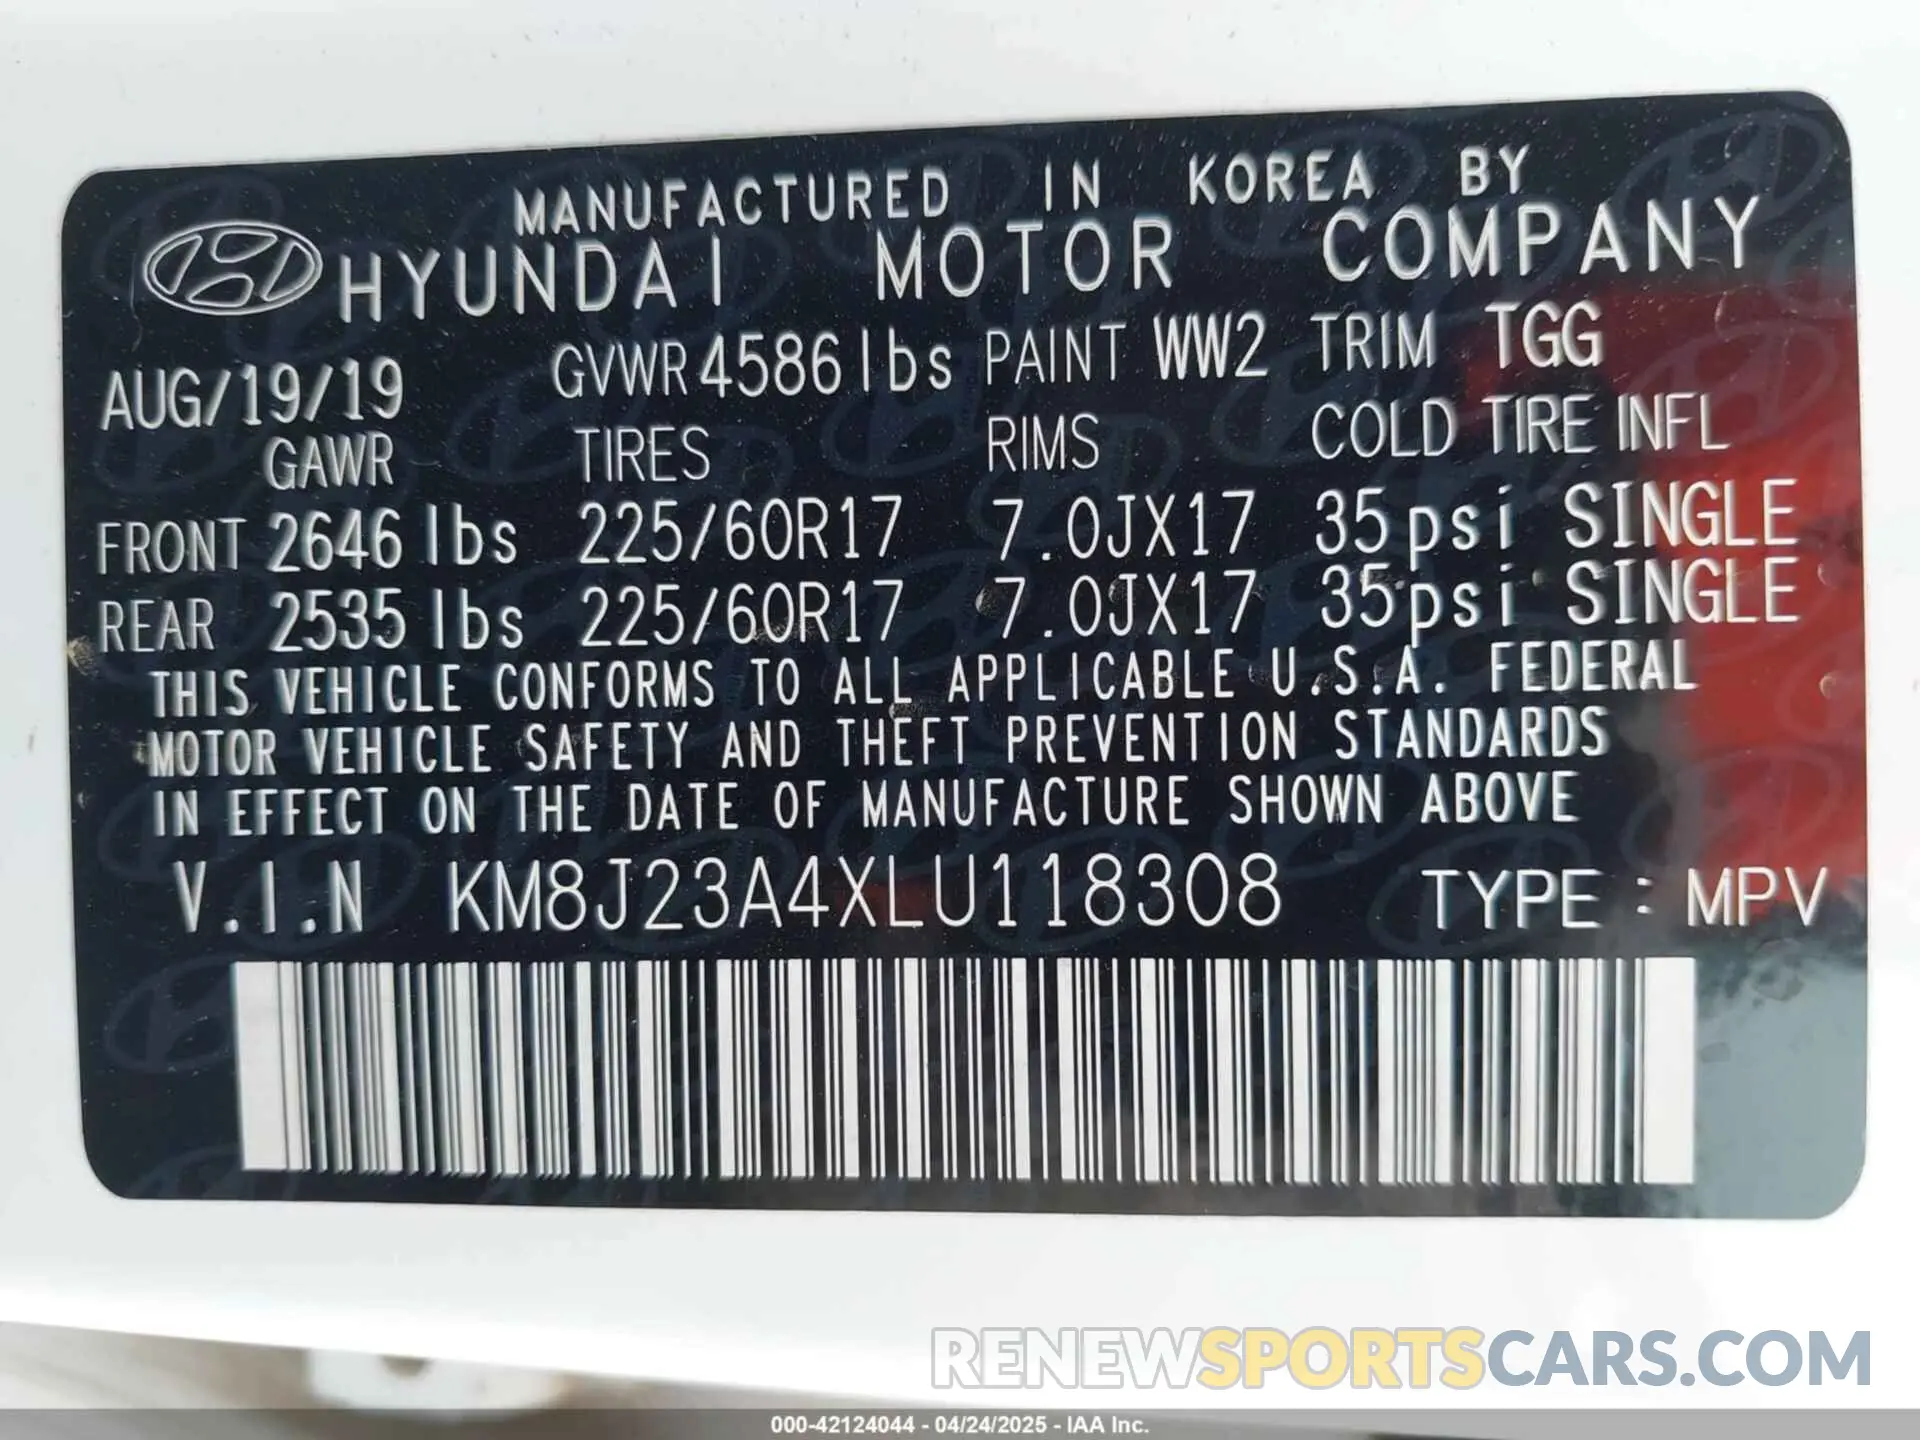 MANUFACTURED IN KOREA BY
HYUNDAI MOTOR COMPANY
AUG/19/19 GVWR 4586 lbs PAINT WW2 TRIM TGG
GAWR TIRES RIMS COLD TIRE INFL
FRONT 2646 lbs 225/60R17 7.0JX17 35psi SINGLE
REAR 2535 lbs 225/60R17 7.0JX17 35psi SINGLE
THIS VEHICLE CONFORMS TO ALL APPLICABLE U.S.A. FEDERAL
MOTOR VEHICLE SAFETY AND THEFT PREVENTION STANDARDS
IN EFFECT ON THE DATE OF MANUFACTURE SHOWN ABOVE
V.I.N KM8J23A4XLU118308 TYPE : MPV
RENEWSPORTSCARS.COM
000-42124044 - 04/24/2025 - IAA Inc.